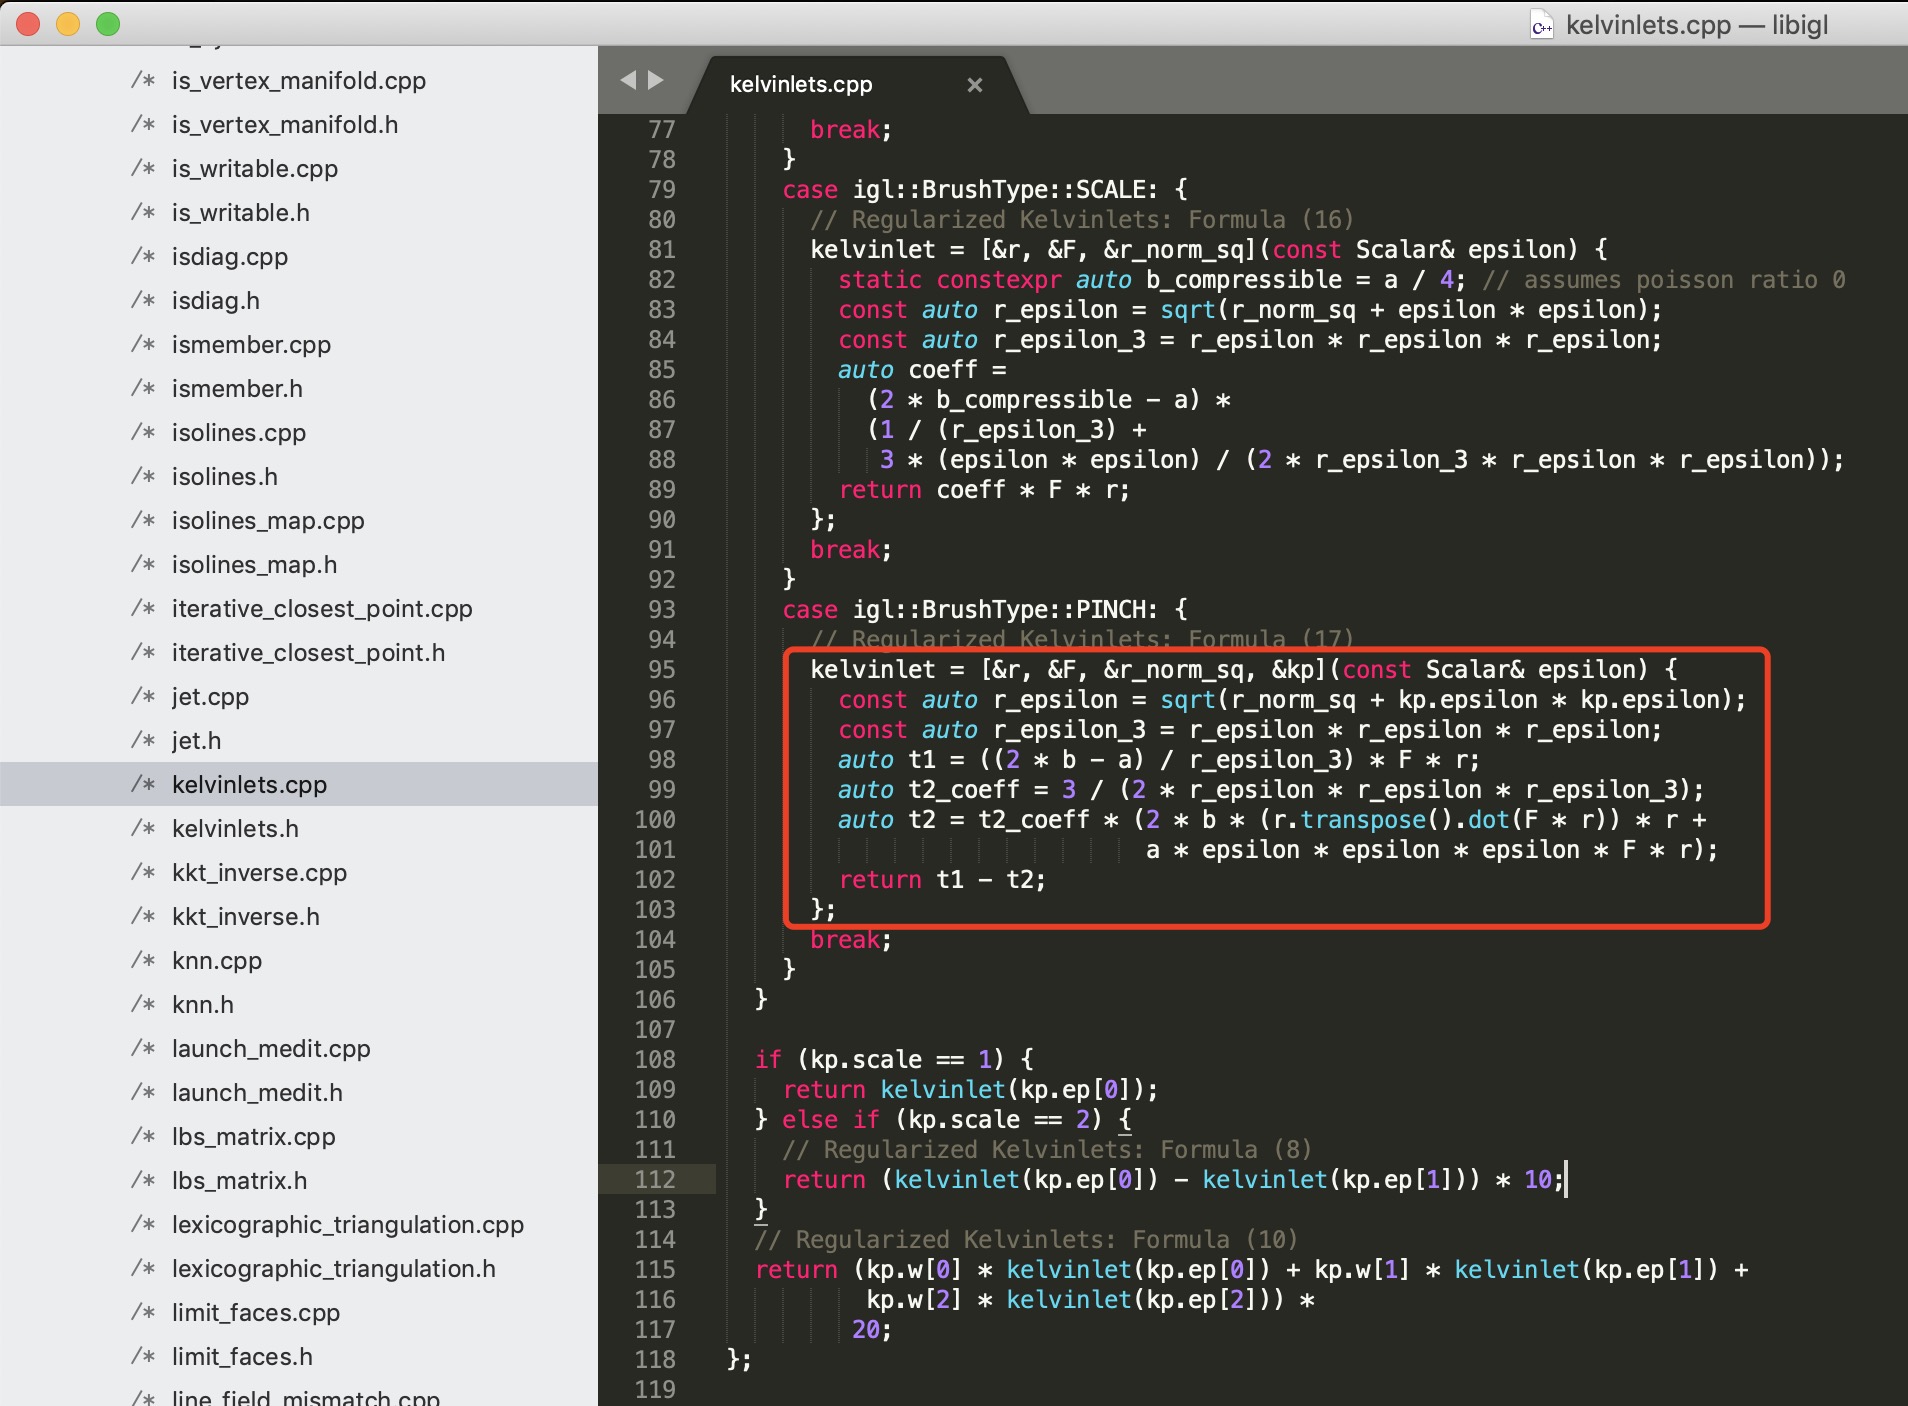 kelvinlets.cpp — libigl
/* is_vertex_manifold.cpp
/* is_vertex_manifold.h
/* is_writable.cpp
/* is_writable.h
/* isdiag.cpp
/* isdiag.h
/* ismember.cpp
/* ismember.h
/* isolines.cpp
/* isolines.h
/* isolines_map.cpp
/* isolines_map.h
/* iterative_closest_point.cpp
/* iterative_closest_point.h
/* jet.cpp
/* jet.h
/* kelvinlets.cpp
/* kelvinlets.h
/* kkt_inverse.cpp
/* kkt_inverse.h
/* knn.cpp
/* knn.h
/* launch_medit.cpp
/* launch_medit.h
/* lbs_matrix.cpp
/* lbs_matrix.h
/* lexicographic_triangulation.cpp
/* lexicographic_triangulation.h
/* limit_faces.cpp
/* limit_faces.h
/* line_field_mismatch.cpp
kelvinlets.cpp ×
77 break;
78 }
79 case igl::BrushType::SCALE: {
80 // Regularized Kelvinlets: Formula (16)
81 kelvinlet = [&r, &F, &r_norm_sq](const Scalar& epsilon) {
82 static constexpr auto b_compressible = a / 4; // assumes poisson ratio 0
83 const auto r_epsilon = sqrt(r_norm_sq + epsilon * epsilon);
84 const auto r_epsilon_3 = r_epsilon * r_epsilon * r_epsilon;
85 auto coeff =
86 (2 * b_compressible - a) *
87 (1 / (r_epsilon_3) +
88 3 * (epsilon * epsilon) / (2 * r_epsilon_3 * r_epsilon * r_epsilon));
89 return coeff * F * r;
90 };
91 break;
92 }
93 case igl::BrushType::PINCH: {
94 // Regularized Kelvinlets: Formula (17)
95 kelvinlet = [&r, &F, &r_norm_sq, &kp](const Scalar& epsilon) {
96 const auto r_epsilon = sqrt(r_norm_sq + kp.epsilon * kp.epsilon);
97 const auto r_epsilon_3 = r_epsilon * r_epsilon * r_epsilon;
98 auto t1 = ((2 * b - a) / r_epsilon_3) * F * r;
99 auto t2_coeff = 3 / (2 * r_epsilon * r_epsilon * r_epsilon_3);
100 auto t2 = t2_coeff * (2 * b * (r.transpose().dot(F * r)) * r +
101 a * epsilon * epsilon * epsilon * F * r);
102 return t1 - t2;
103 };
104 break;
105 }
106 }
107
108 if (kp.scale == 1) {
109 return kelvinlet(kp.ep[0]);
110 } else if (kp.scale == 2) {
111 // Regularized Kelvinlets: Formula (8)
112 return (kelvinlet(kp.ep[0]) - kelvinlet(kp.ep[1])) * 10;
113 }
114 // Regularized Kelvinlets: Formula (10)
115 return (kp.w[0] * kelvinlet(kp.ep[0]) + kp.w[1] * kelvinlet(kp.ep[1]) +
116 kp.w[2] * kelvinlet(kp.ep[2])) *
117 20;
118 };
119